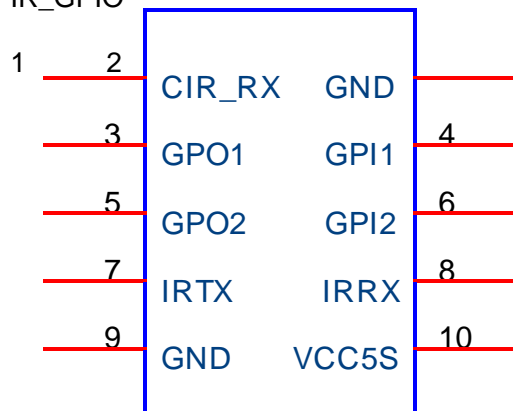 IR_GPIO
1 2 CIR_RX GND
3 GPO1 GPI1 4
5 GPO2 GPI2 6
7 IRTX IRRX 8
9 GND VCC5S 10